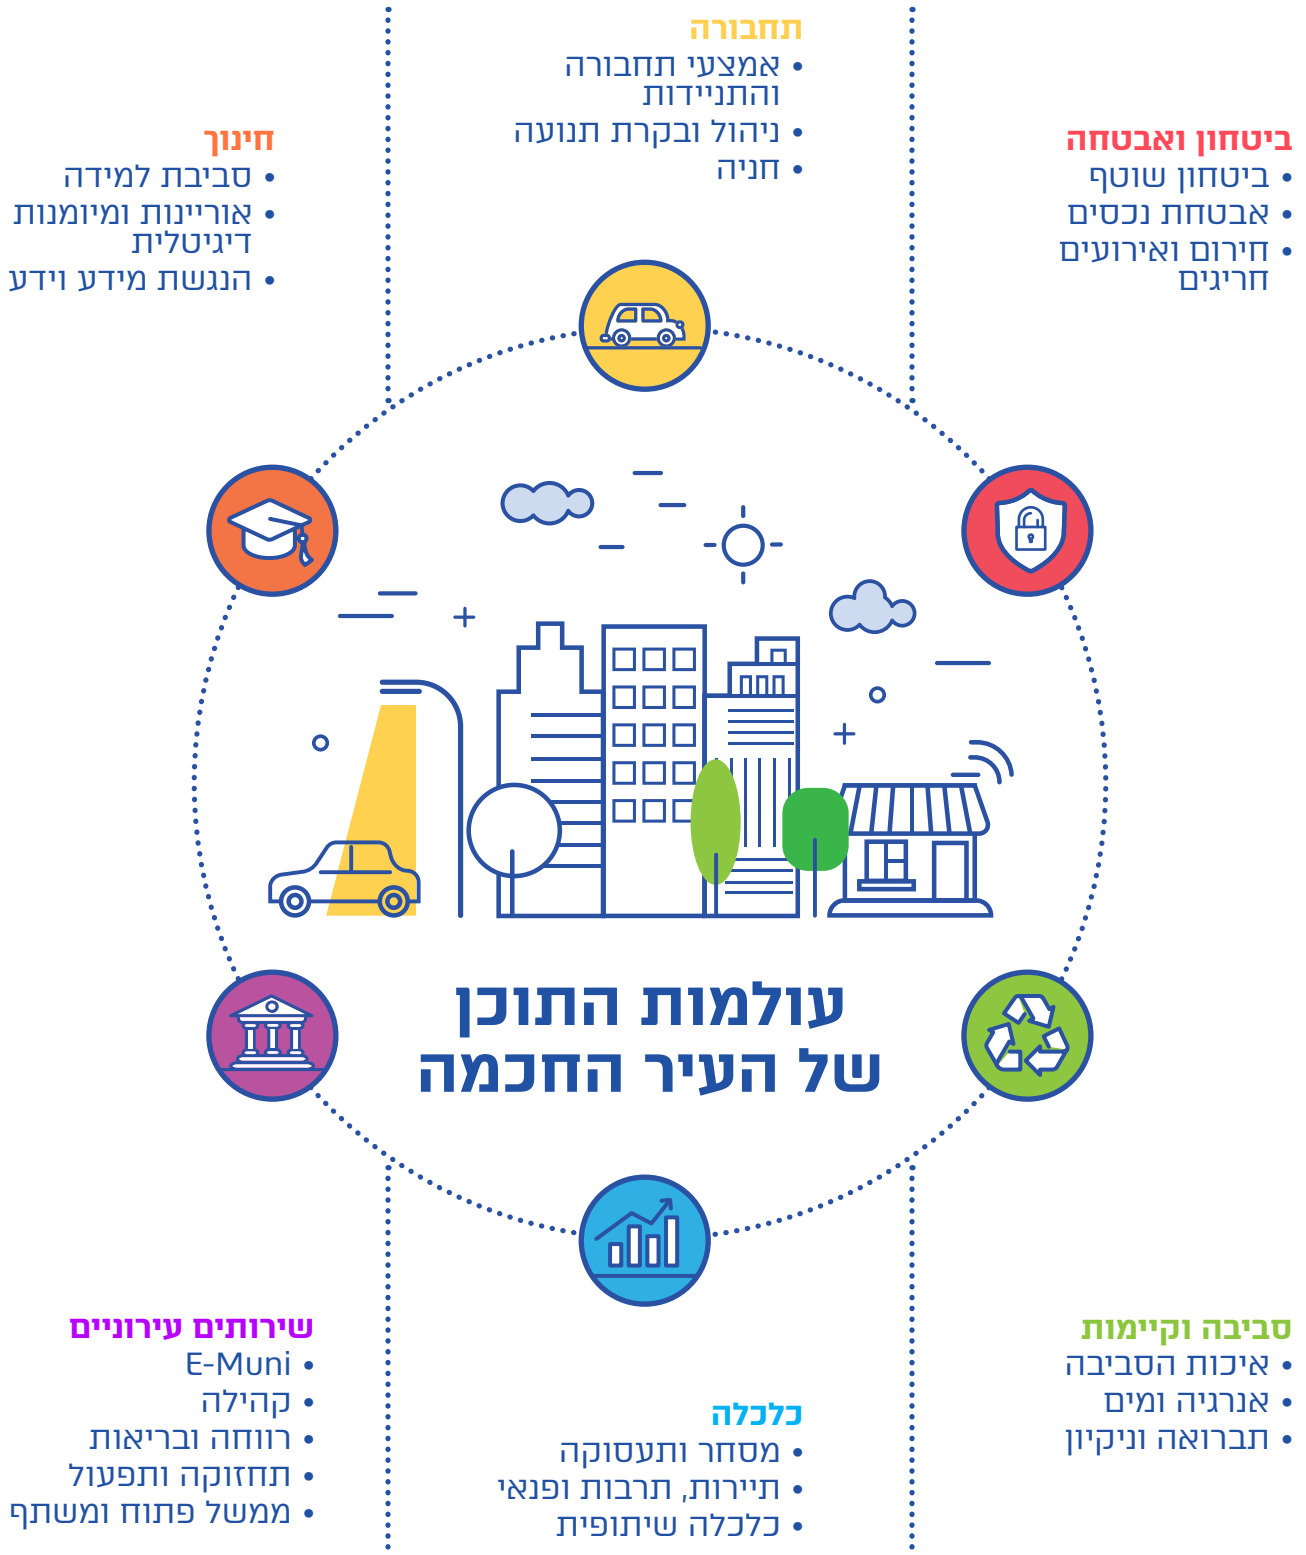 תחבורה
• אמצעי תחבורה
והתניידות
• ניהול ובקרת תנועה
• חניה
ביטחון ואבטחה
• ביטחון שוטף
• אבטחת נכסים
• חירום ואירועים
חריגים
חינוך
• סביבת למידה
• אוריינות ומיומנות
דיגיטלית
• הנגשת מידע וידע
עולמות התוכן
של העיר החכמה
סביבה וקיימות
• איכות הסביבה
• אנרגיה ומים
• תברואה וניקיון
כלכלה
• מסחר ותעסוקה
• תיירות, תרבות ופנאי
• כלכלה שיתופית
שירותים עירוניים
• E-Muni
• קהילה
• רווחה ובריאות
• תחזוקה ותפעול
• ממשל פתוח ומשתף